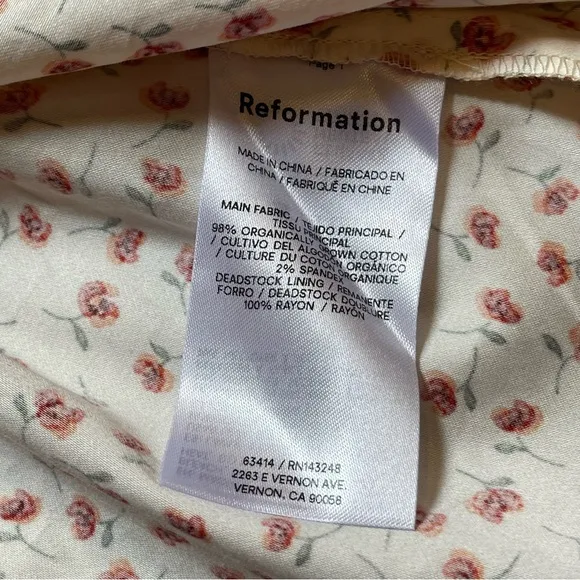 Page 1
Reformation
MADE IN CHINA / FABRICADO EN
CHINA / FABRIQUÉ EN CHINE
MAIN FABRIC / TEJIDO PRINCIPAL /
TISSU PRINCIPAL
98% ORGANICALLY GROWN COTTON
/ CULTIVO DEL ALGODÓN ORGÁNICO
/ CULTURE DU COTON ORGANIQUE
2% SPANDEX
DEADSTOCK LINING / REMANENTE
FORRO / DEADSTOCK DOUBLURE
100% RAYON / RAYÓN
63414 / RN143248
2263 E VERNON AVE.
VERNON, CA 90058